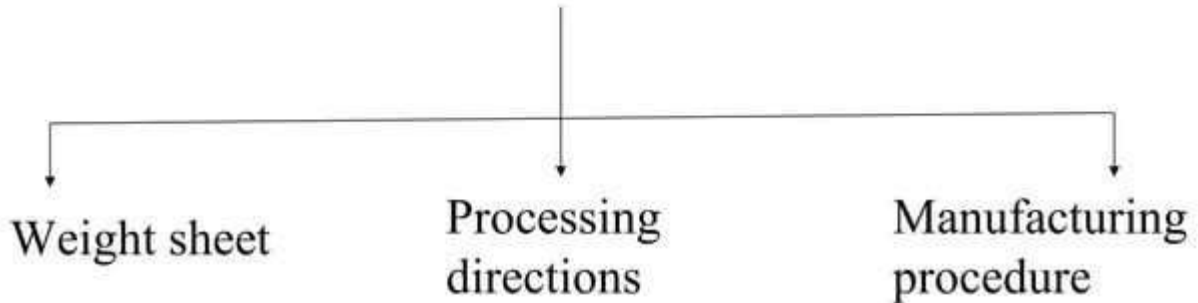 Weight sheet
Processing
directions
Manufacturing
procedure